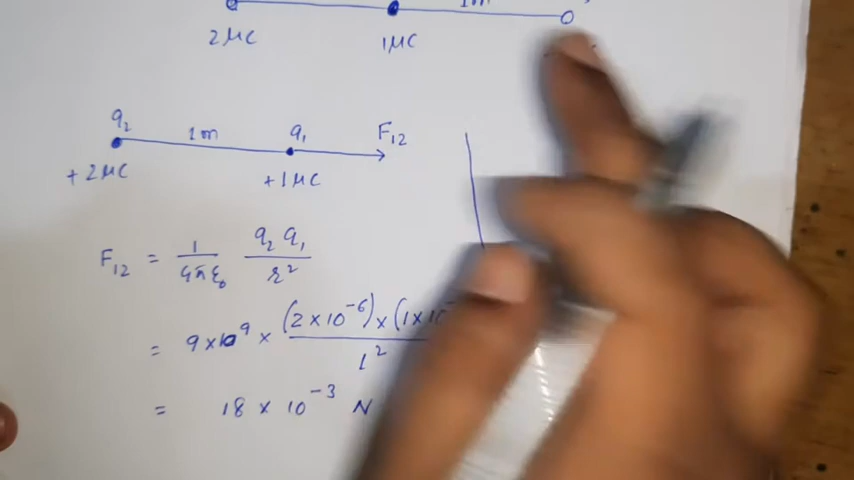 1m
2μC 1μC
q₂ 1m q₁ F₁₂
+2μC +1μC
F₁₂ = 1/4πε₀ q₂ q₁/r²
= 9×10⁹ × (2×10⁻⁶)×(1×10⁻/1²
= 18 × 10⁻³ N